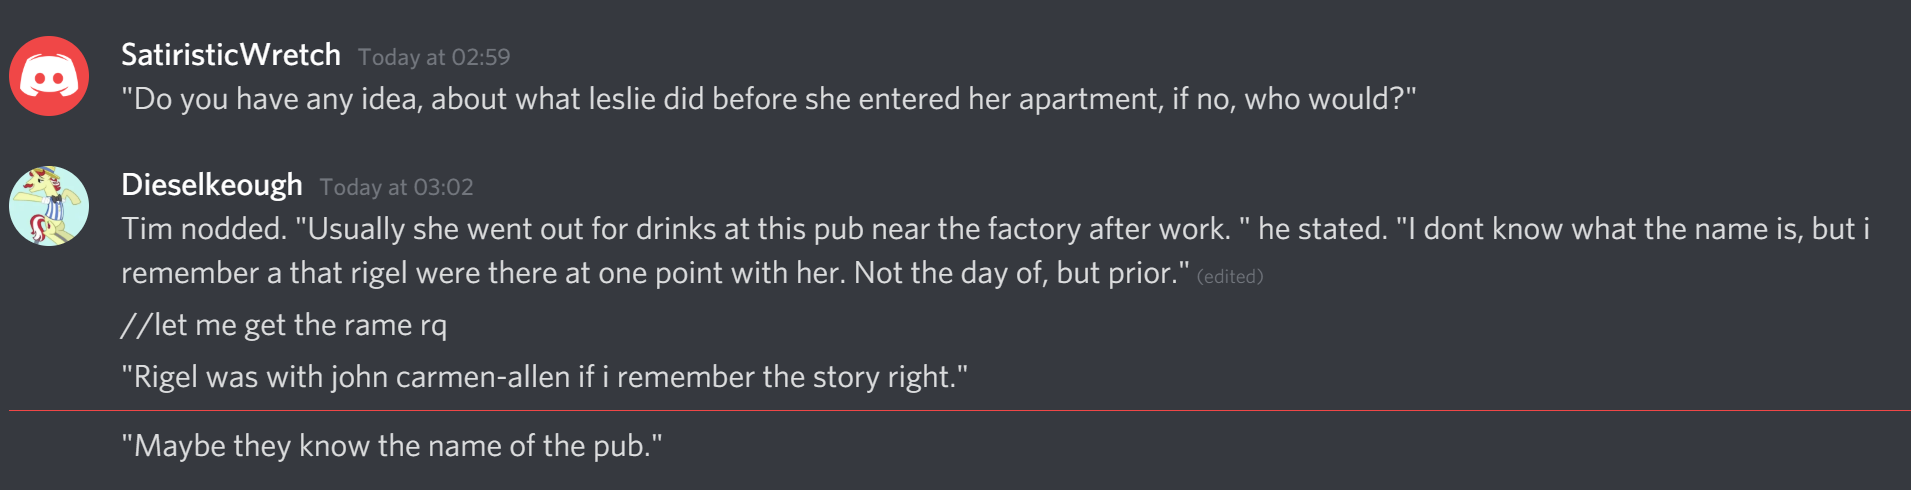 SatiristicWretch Today at 02:59
"Do you have any idea, about what leslie did before she entered her apartment, if no, who would?"
Dieselkeough Today at 03:02
Tim nodded. "Usually she went out for drinks at this pub near the factory after work. " he stated. "I dont know what the name is, but i
remember a that rigel were there at one point with her. Not the day of, but prior." (edited)
//let me get the rame rq
"Rigel was with john carmen-allen if i remember the story right."
"Maybe they know the name of the pub."